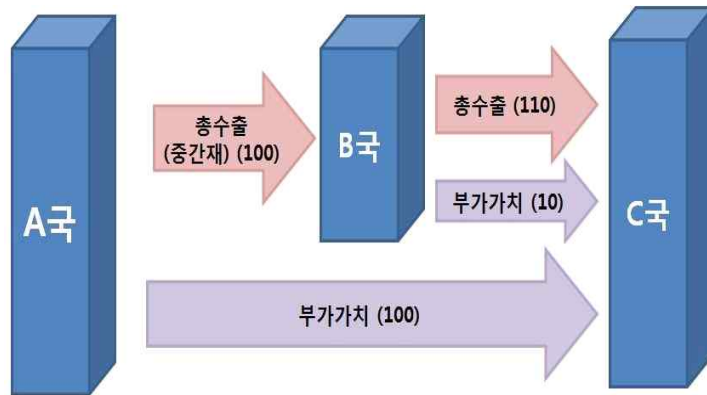 A국
총수출
(중간재) (100)
B국
총수출 (110)
부가가치 (10)
C국
부가가치 (100)